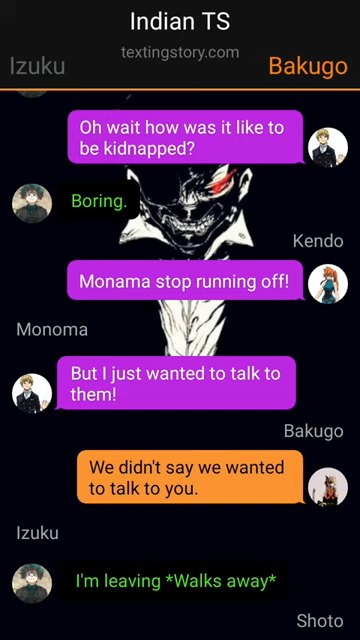 Indian TS
textingstory.com
Izuku
Bakugo
Oh wait how was it like to
be kidnapped?
Boring.
Kendo
Monama stop running off!
Monoma
But I just wanted to talk to
them!
Bakugo
We didn't say we wanted
to talk to you.
Izuku
I'm leaving *Walks away*
Shoto